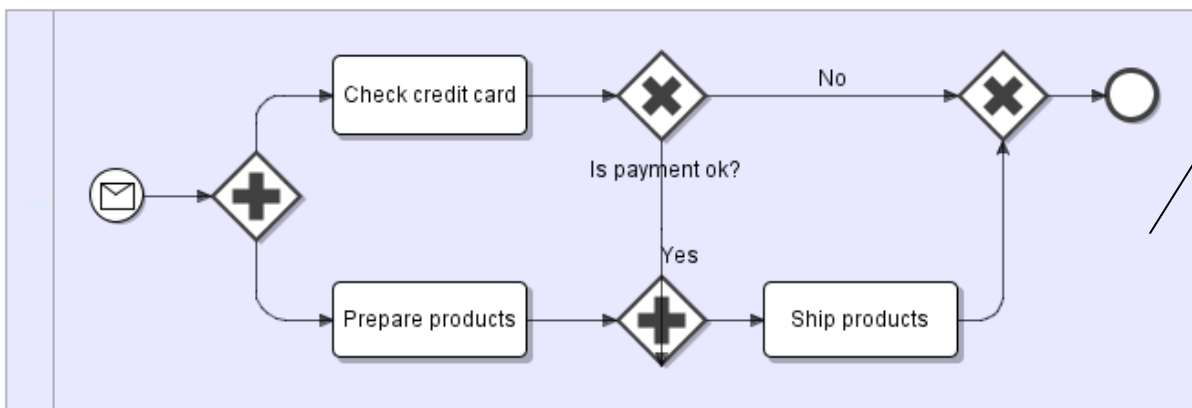 Check credit card
No
Is payment ok?
Yes
Prepare products
Ship products